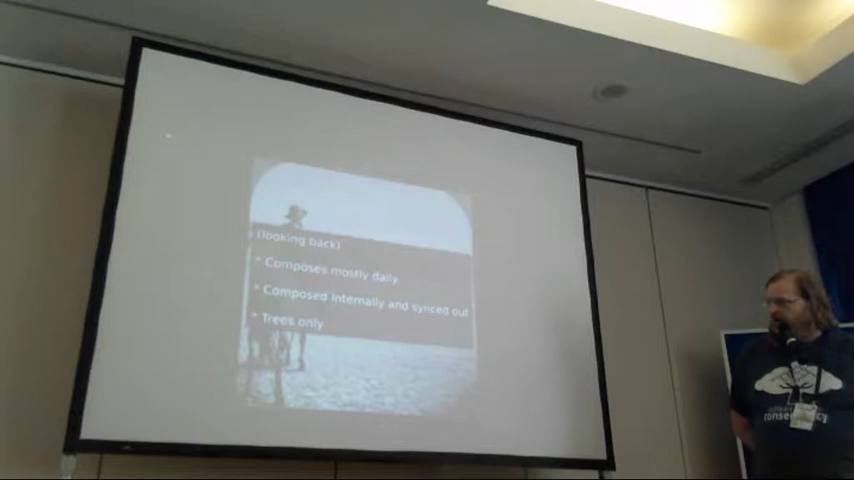 (looking back)
* Composes mostly daily
* Composed internally and synced out
* Trees only